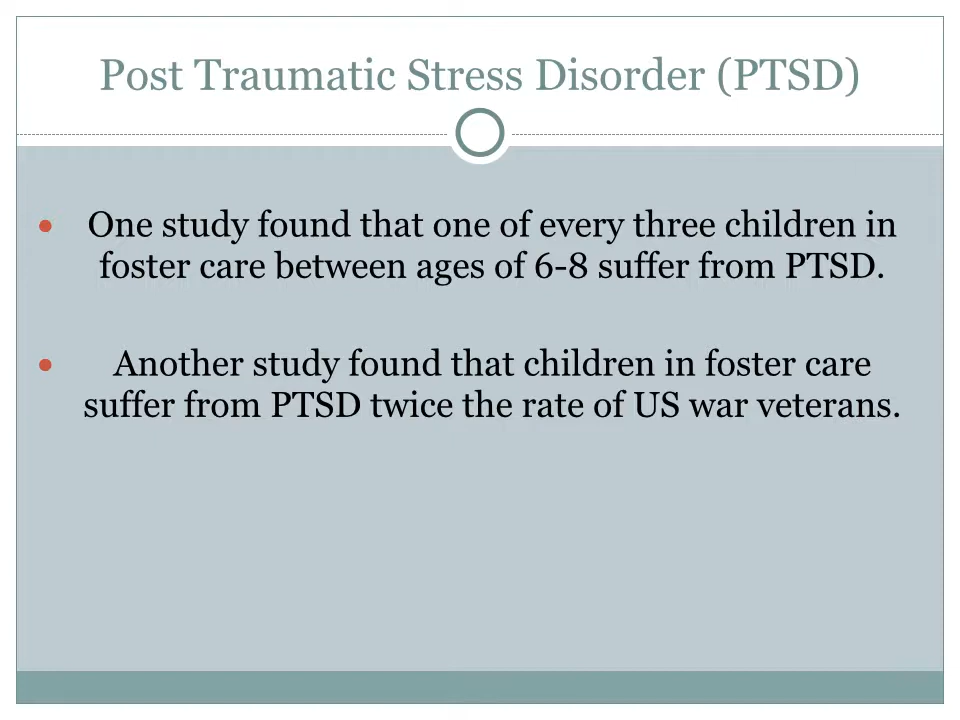 Post Traumatic Stress Disorder (PTSD)
• One study found that one of every three children in
foster care between ages of 6-8 suffer from PTSD.
• Another study found that children in foster care
suffer from PTSD twice the rate of US war veterans.